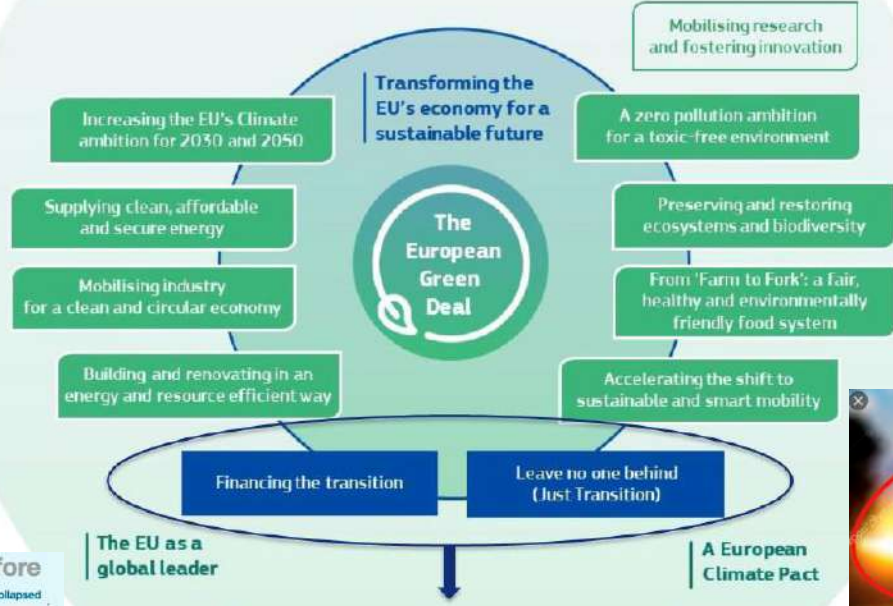 Mobilising research
and fostering innovation
Transforming the
EU's economy for a
sustainable future
Increasing the EU's Climate
ambition for 2030 and 2050
A zero pollution ambition
for a toxic-free environment
Supplying clean, affordable
and secure energy
Preserving and restoring
ecosystems and biodiversity
The
European
Green
Deal
Mobilising industry
for a clean and circular economy
From 'Farm to Fork': a fair,
healthy and environmentally
friendly food system
Building and renovating in an
energy and resource efficient way
Accelerating the shift to
sustainable and smart mobility
Financing the transition
Leave no one behind
(Just Transition)
The EU as a
global leader
A European
Climate Pact
fore
ollapsed